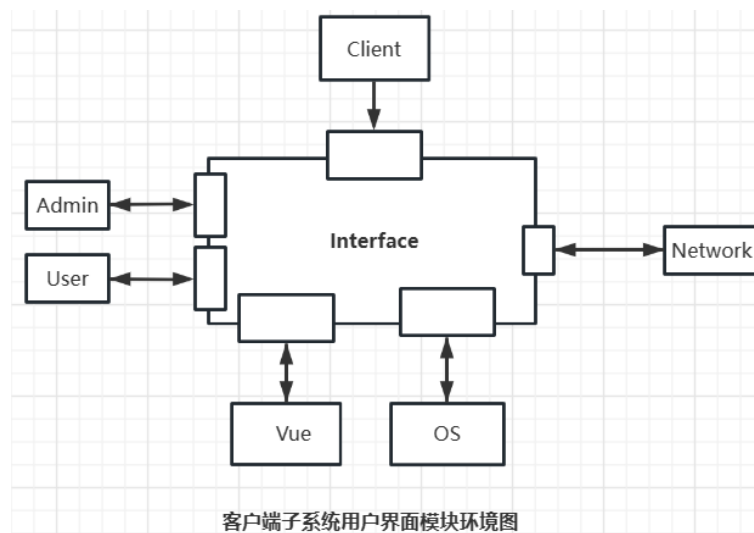 Client
Admin
Interface
User
Network
Vue
OS
客户端子系统用户界面模块环境图